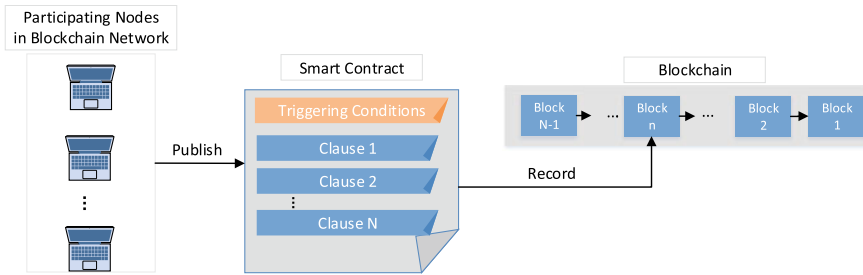 Participating Nodes
in Blockchain Network
Publish
Smart Contract
Triggering Conditions
Clause 1
Clause 2
⋮
Clause N
Record
Blockchain
Block
N-1
...
Block
n
...
Block
2
Block
1